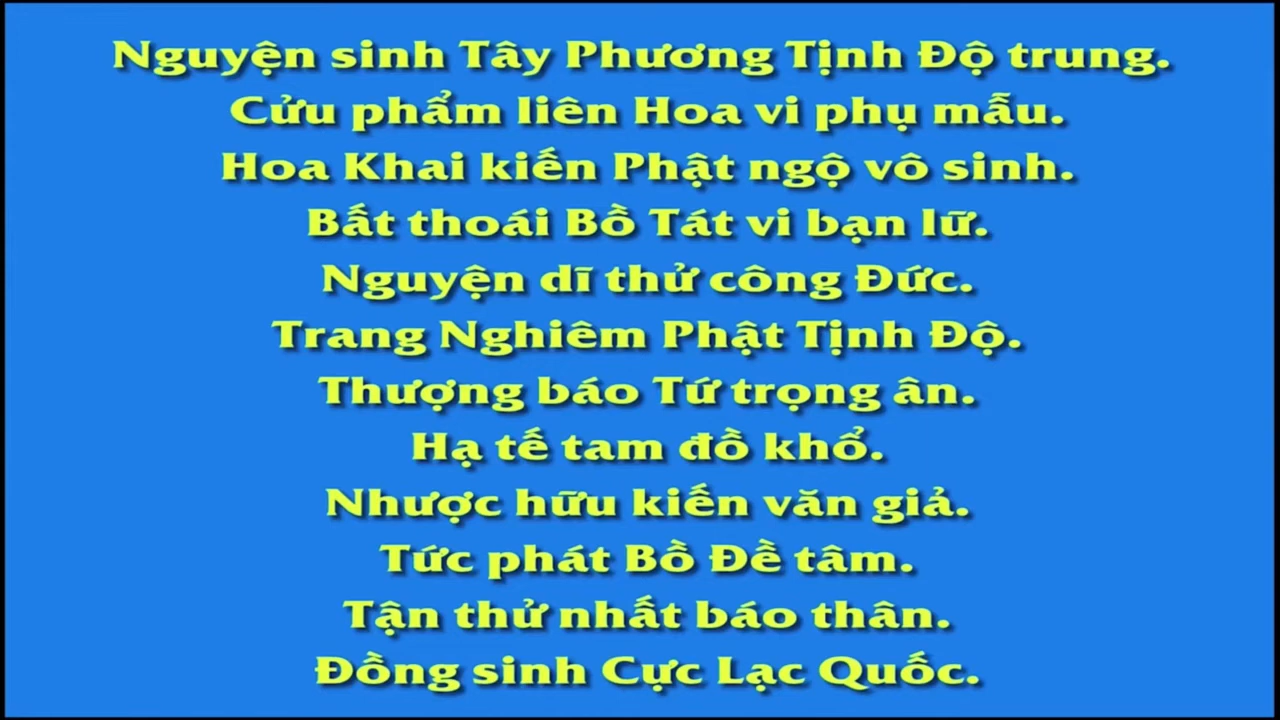 Nguyện sinh Tây Phương Tịnh Độ trung.
Cửu phẩm liên Hoa vi phụ mẫu.
Hoa Khai kiến Phật ngộ vô sinh.
Bất thoái Bồ Tát vi bạn lữ.
Nguyện dĩ thử công Đức.
Trang Nghiêm Phật Tịnh Độ.
Thượng báo Tứ trọng ân.
Hạ tế tam đồ khổ.
Nhược hữu kiến văn giả.
Tức phát Bồ Đề tâm.
Tận thử nhất báo thân.
Đồng sinh Cực Lạc Quốc.